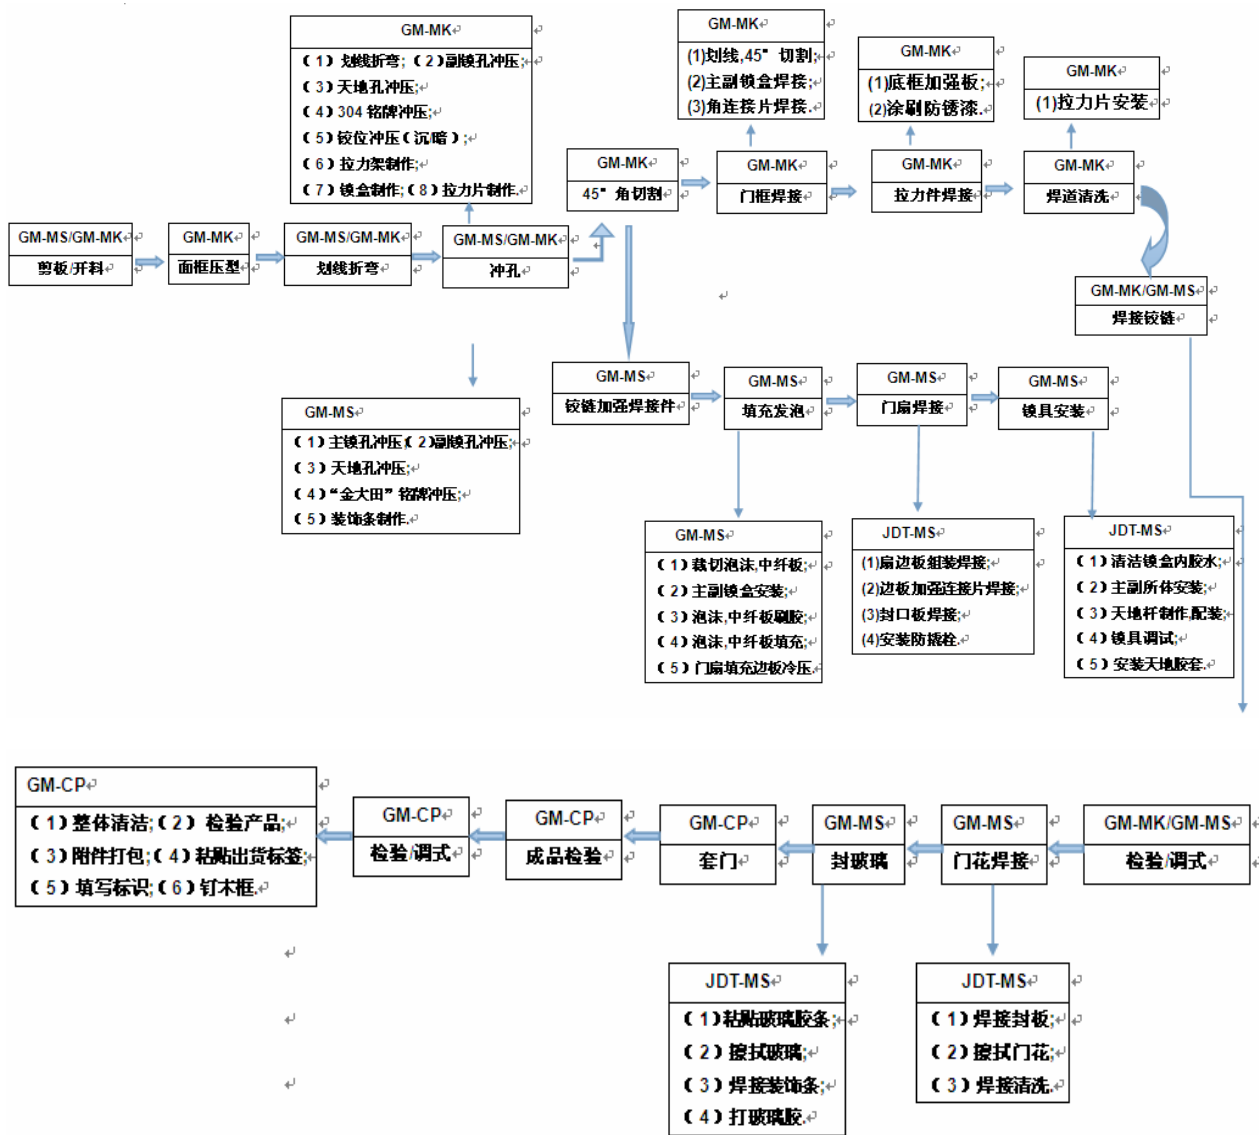 GM-MK
(1) 划线折弯; (2)副锁孔冲压;
(3)天地孔冲压;
(4)304 铭牌冲压;
(5)铰位冲压(沉/暗);
(6)拉力架制作;
(7)锁盒制作; (8)拉力片制作.
GM-MK
(1)划线,45°切割;
(2)主副锁盒焊接;
(3)角连接片焊接.
GM-MK
(1)底框加强板;
(2)涂刷防锈漆.
GM-MK
(1)拉力片安装
GM-MK
45°角切割
GM-MK
门框焊接
GM-MK
拉力件焊接
GM-MK
焊道清洗
GM-MS/GM-MK
剪板/开料
GM-MK
面框压型
GM-MS/GM-MK
划线折弯
GM-MS/GM-MK
冲孔
GM-MK/GM-MS
焊接铰链
GM-MS
铰链加强焊接件
GM-MS
填充发泡
GM-MS
门扇焊接
GM-MS
锁具安装
GM-MS
(1)主锁孔冲压;(2)副锁孔冲压;
(3)天地孔冲压;
(4)“金大田”铭牌冲压;
(5)装饰条制作.
GM-MS
(1)裁切泡沫,中纤板;
(2)主副锁盒安装;
(3)泡沫,中纤板刷胶;
(4)泡沫,中纤板填充;
(5)门扇填充边板冷压.
JDT-MS
(1)扇边板组装焊接;
(2)边板加强连接片焊接;
(3)封口板焊接;
(4)安装防撬栓.
JDT-MS
(1)清洁锁盒内胶水;
(2)主副所体安装;
(3)天地杆制作,配装;
(4)锁具调试;
(5)安装天地胶套.
GM-CP
(1)整体清洁;(2) 检验产品;
(3)附件打包;(4)粘贴出货标签;
(5)填写标识;(6)钉木框.
GM-CP
检验/调式
GM-CP
成品检验
GM-CP
套门
GM-MS
封玻璃
GM-MS
门花焊接
GM-MK/GM-MS
检验/调式
JDT-MS
(1)粘贴玻璃胶条;
(2)擦拭玻璃;
(3)焊接装饰条;
(4)打玻璃胶.
JDT-MS
(1)焊接封板;
(2)擦拭门花;
(3)焊接清洗.